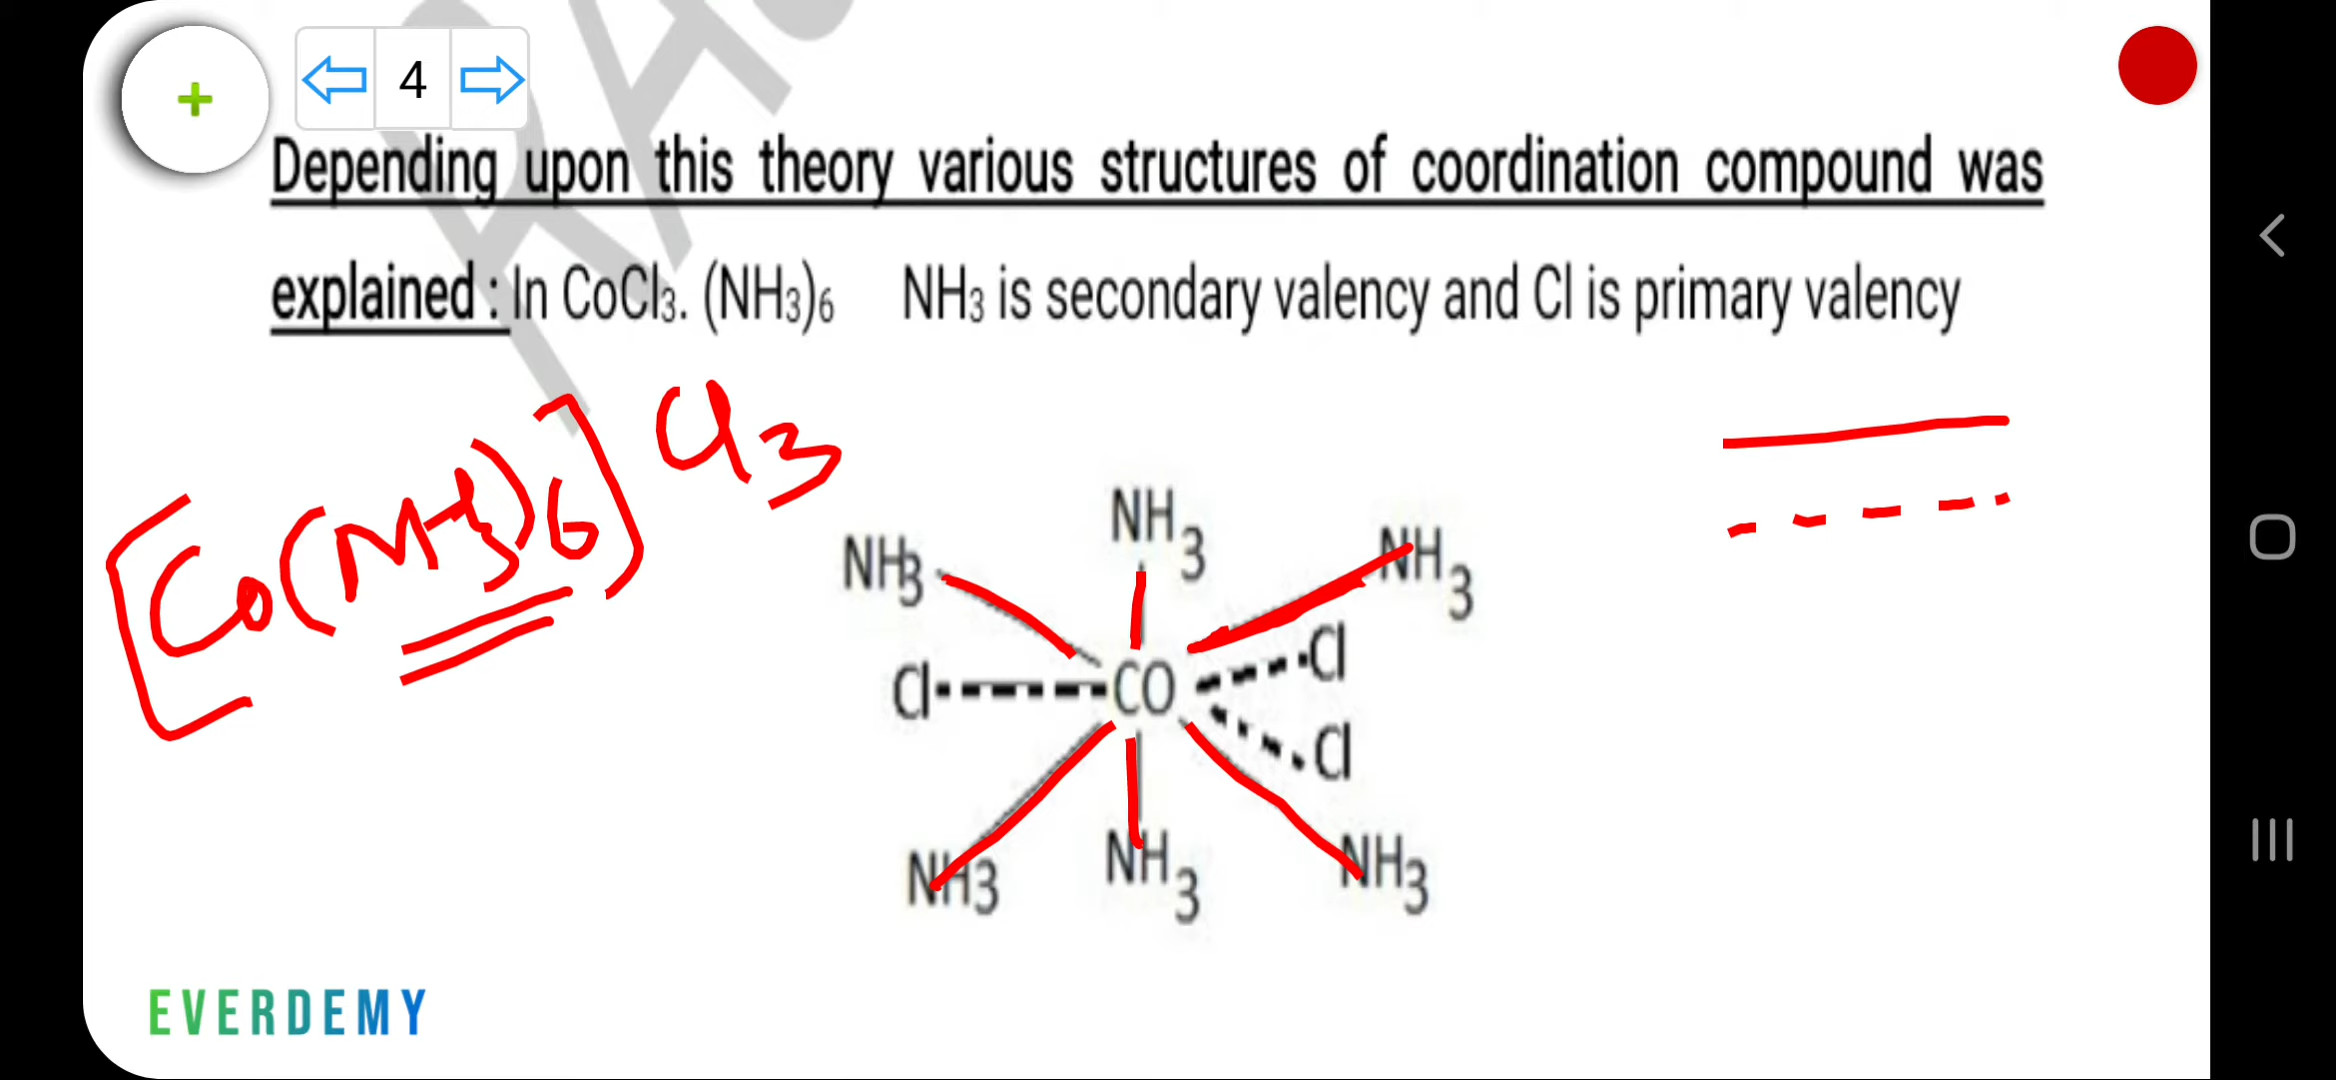 +
4
Depending upon this theory various structures of coordination compound was
explained : In CoCl₃. (NH₃)₆ NH₃ is secondary valency and Cl is primary valency
[Co(NH₃)₆] Cl₃
NH₃
NH3
NH₃
Cl
Cl
CO
Cl
NH3
NH₃
NH3
EVERDEMY